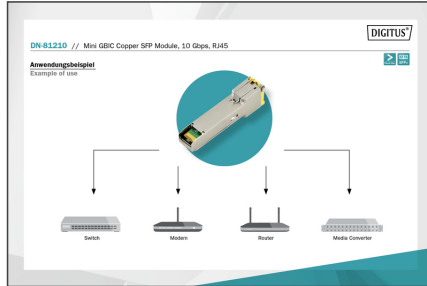 DIGITUS®
DN-81210 // Mini GBIC Copper SFP Module, 10 Gbps, RJ45
Anwendungsbeispiel
Example of use
Switch
Modem
Router
Media Converter